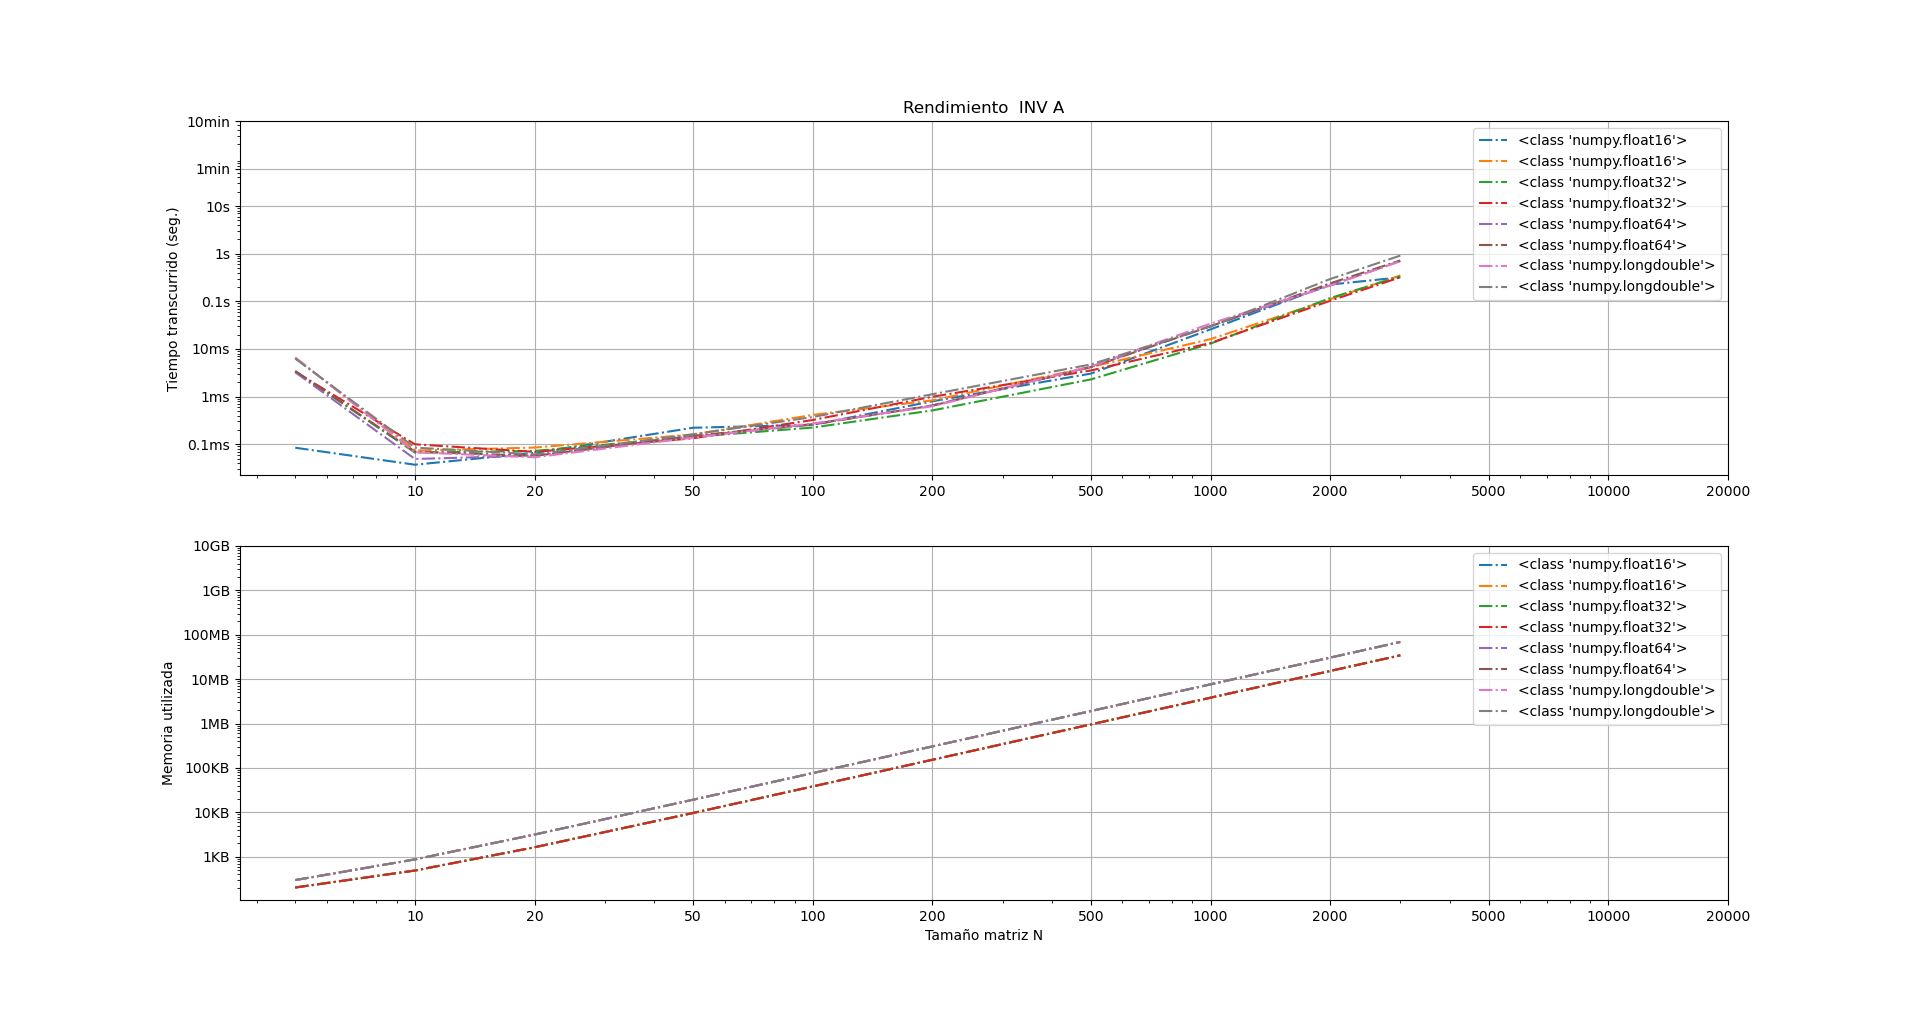 Rendimiento  INV A
Tiempo transcurrido (seg.)
10min
1min
10s
1s
0.1s
10ms
1ms
0.1ms
<class 'numpy.float16'>
<class 'numpy.float16'>
<class 'numpy.float32'>
<class 'numpy.float32'>
<class 'numpy.float64'>
<class 'numpy.float64'>
<class 'numpy.longdouble'>
<class 'numpy.longdouble'>
10 20 50 100 200 500 1000 2000 5000 10000 20000
Memoria utilizada
10GB
1GB
100MB
10MB
1MB
100KB
10KB
1KB
<class 'numpy.float16'>
<class 'numpy.float16'>
<class 'numpy.float32'>
<class 'numpy.float32'>
<class 'numpy.float64'>
<class 'numpy.float64'>
<class 'numpy.longdouble'>
<class 'numpy.longdouble'>
10 20 50 100 200 500 1000 2000 5000 10000 20000
Tamaño matriz N